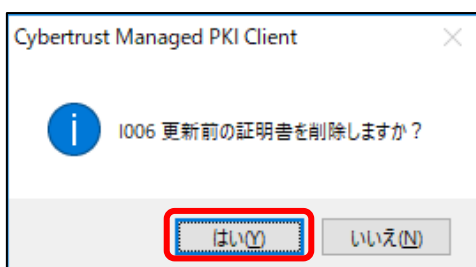 Cybertrust Managed PKI Client
I006 更新前の証明書を削除しますか？
はい(Y) いいえ(N)